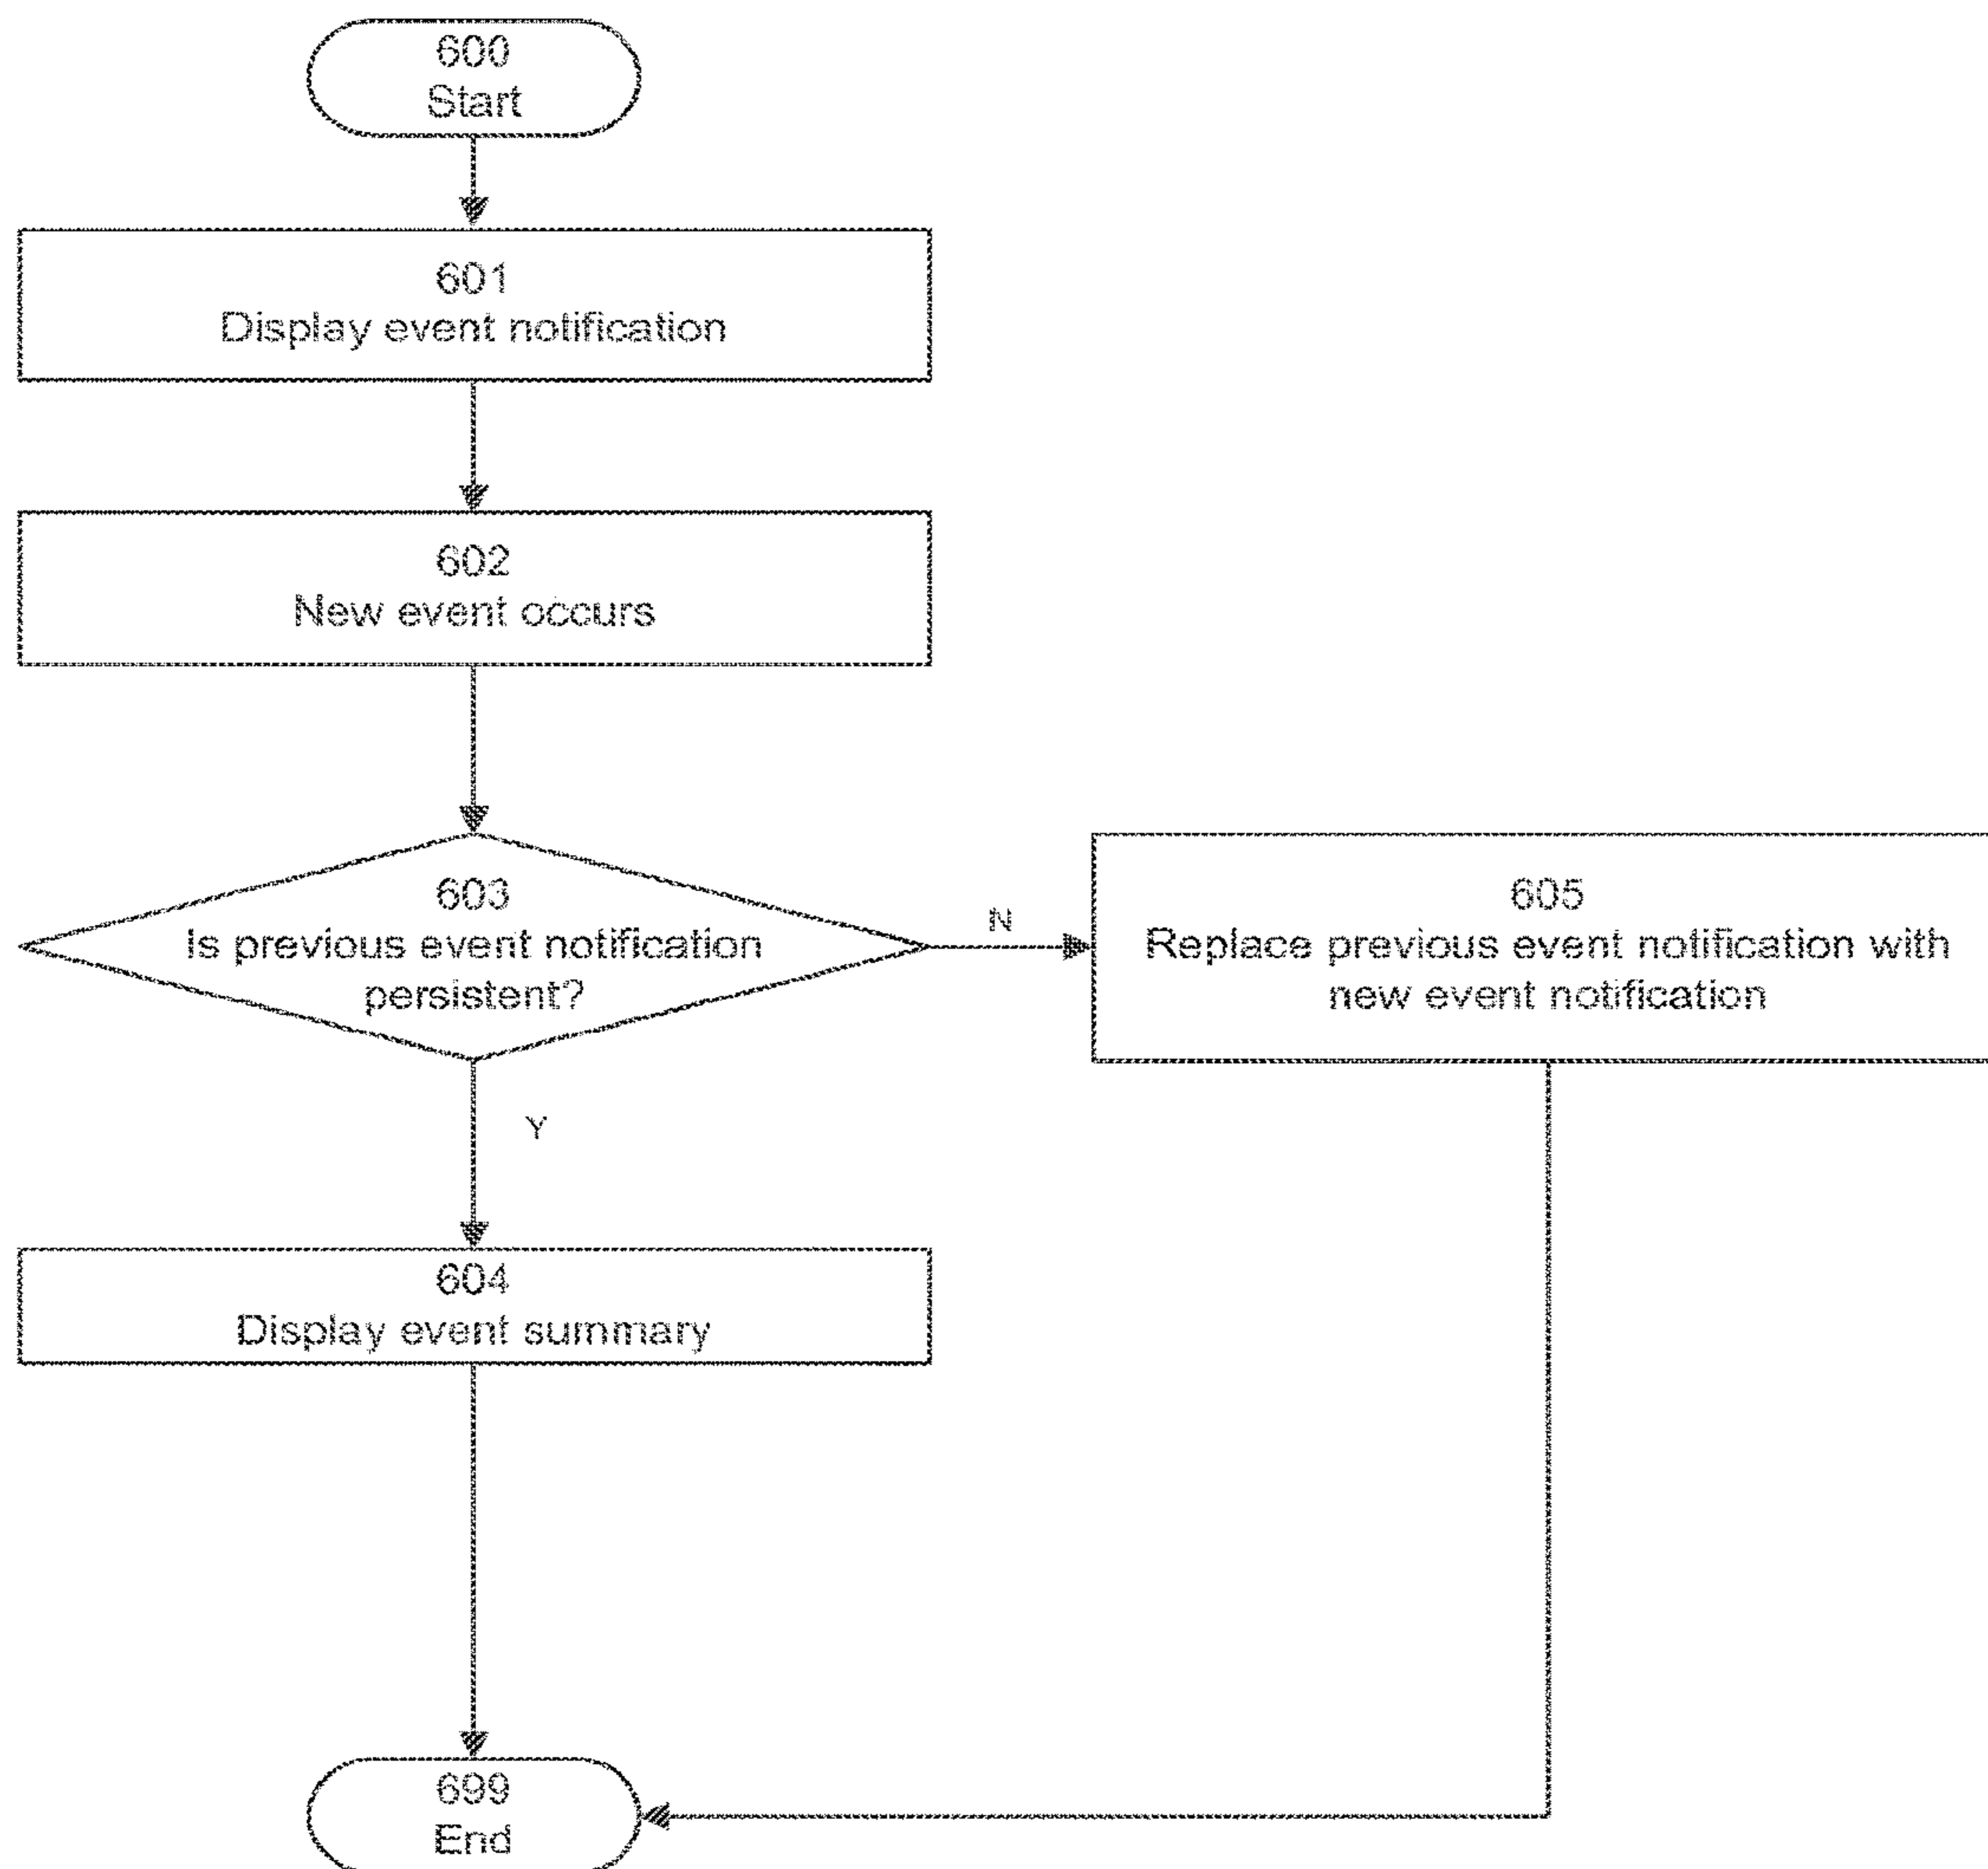 600
Start
601
Display event notification
602
New event occurs
603
Is previous event notification
persistent?
N
605
Replace previous event notification with
new event notification
Y
604
Display event summary
699
End